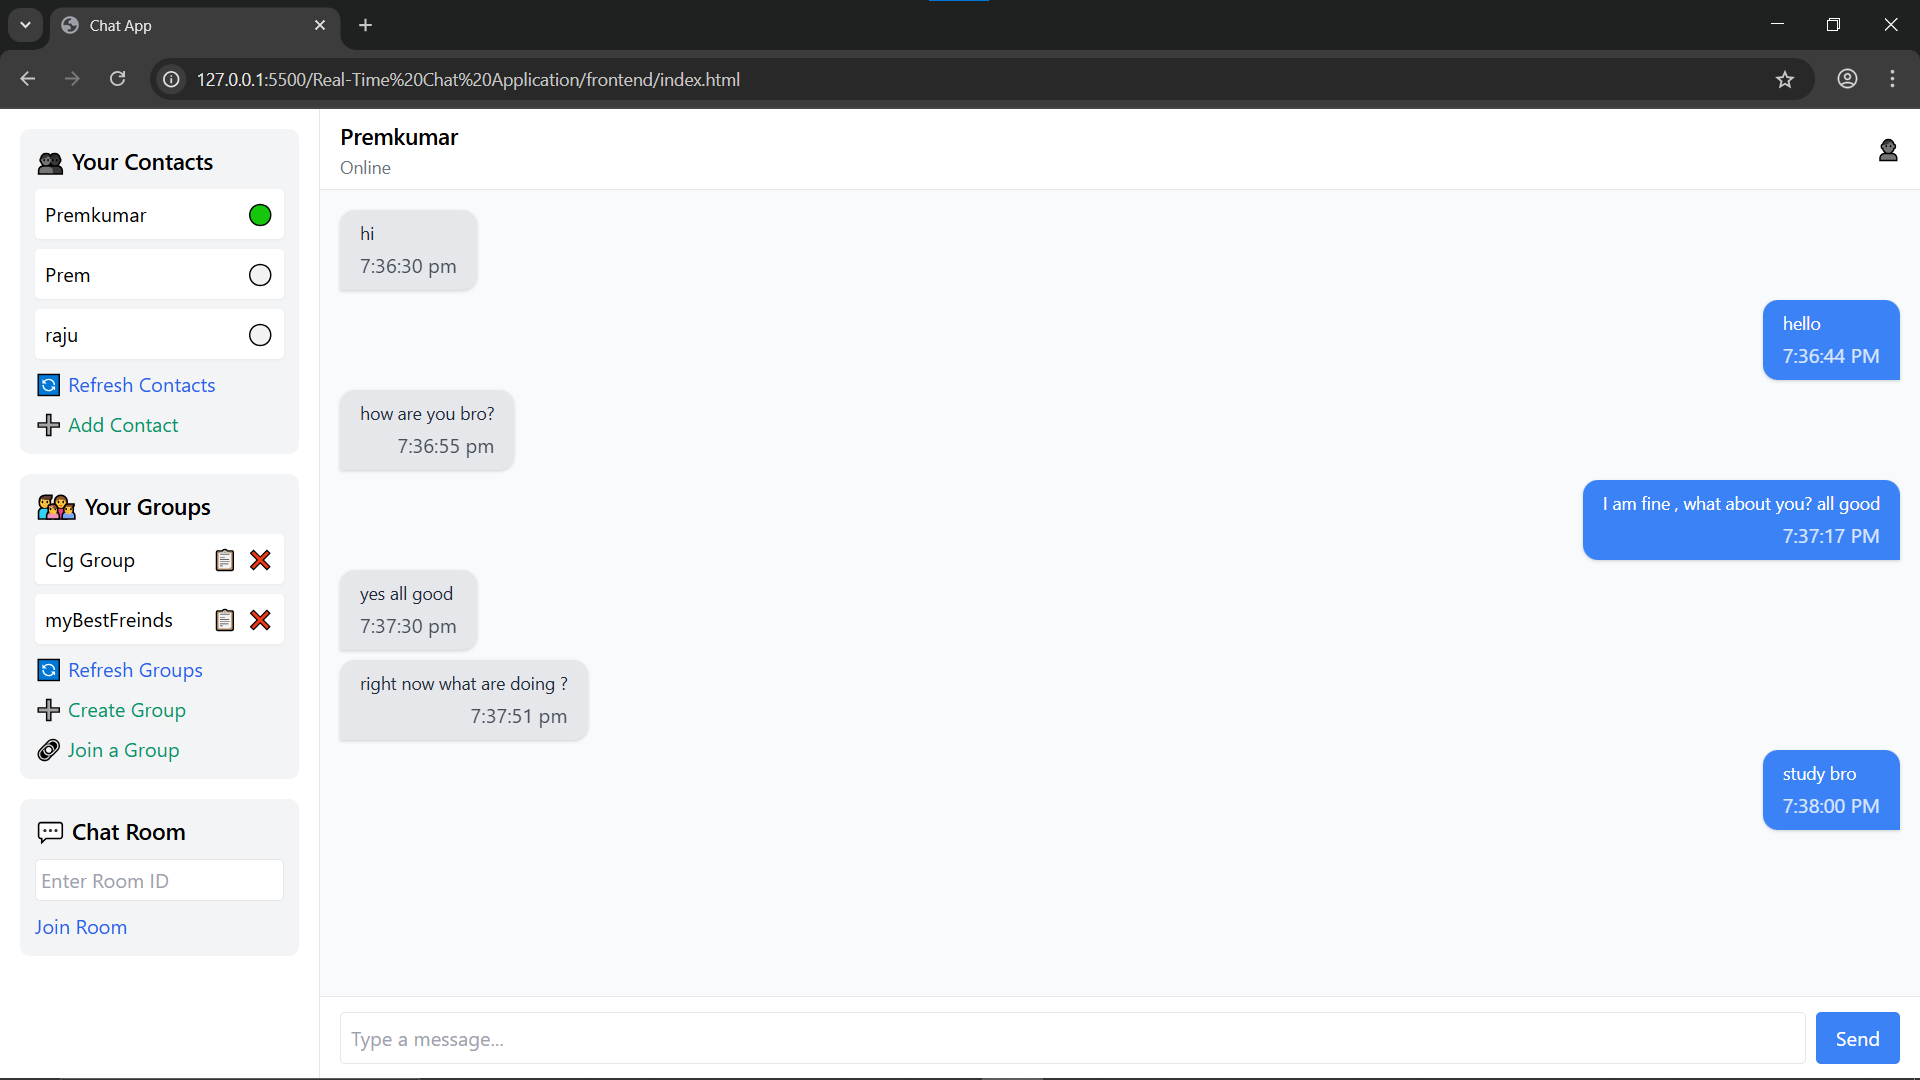 Chat App
127.0.0.1:5500/Real-Time%20Chat%20Application/frontend/index.html
Your Contacts
Premkumar
Prem
raju
Refresh Contacts
Add Contact
Your Groups
Clg Group
myBestFreinds
Refresh Groups
Create Group
Join a Group
Chat Room
Enter Room ID
Join Room
Premkumar
Online
hi
7:36:30 pm
hello
7:36:44 PM
how are you bro?
7:36:55 pm
I am fine , what about you? all good
7:37:17 PM
yes all good
7:37:30 pm
right now what are doing ?
7:37:51 pm
study bro
7:38:00 PM
Type a message...
Send